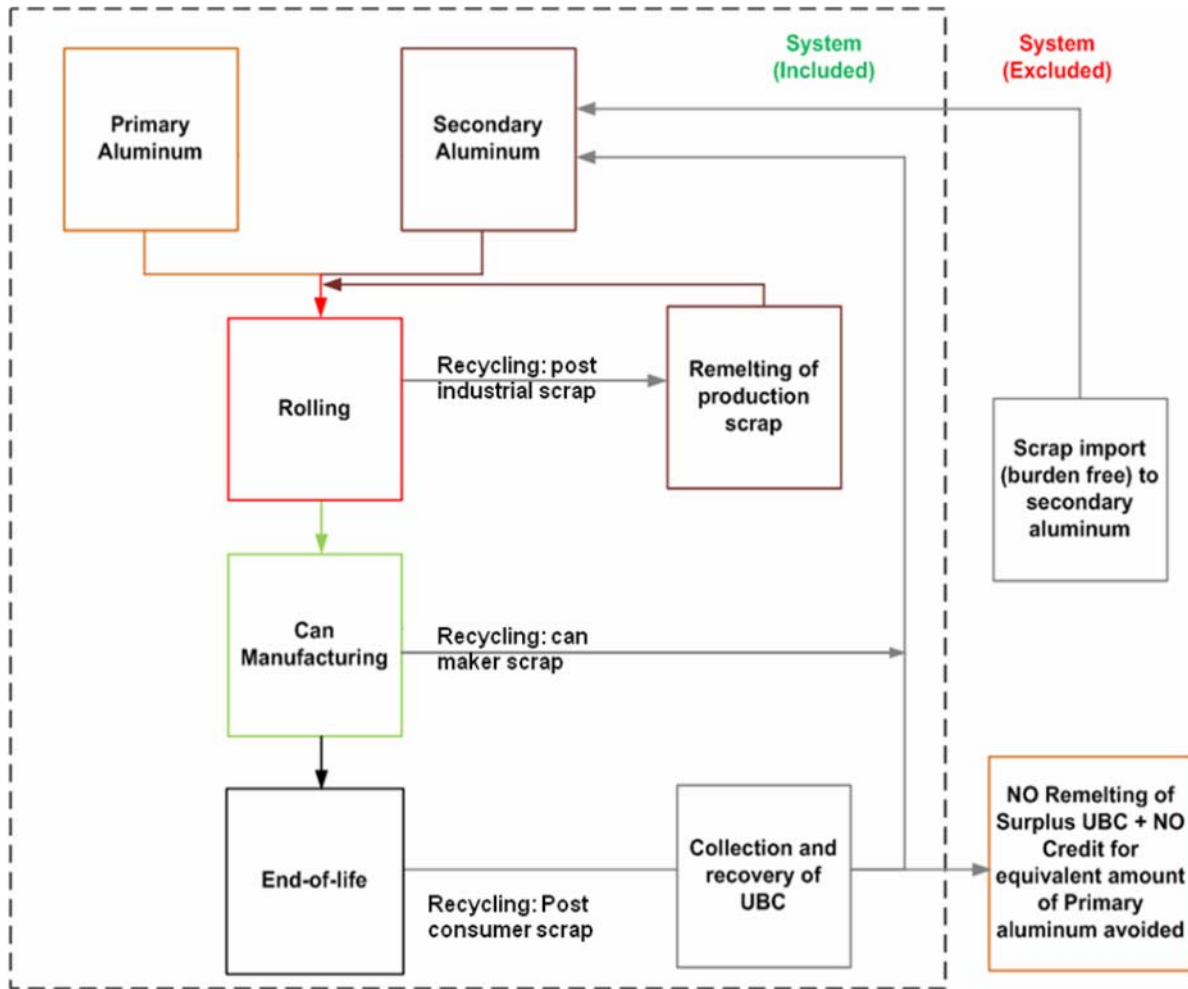 System
(Included)
System
(Excluded)
Primary
Aluminum
Secondary
Aluminum
Rolling
Recycling: post
industrial scrap
Remelting of
production
scrap
Scrap import
(burden free) to
secondary
aluminum
Can
Manufacturing
Recycling: can
maker scrap
End-of-life
Recycling: Post
consumer scrap
Collection and
recovery of
UBC
NO Remelting of
Surplus UBC + NO
Credit for
equivalent amount
of Primary
aluminum avoided